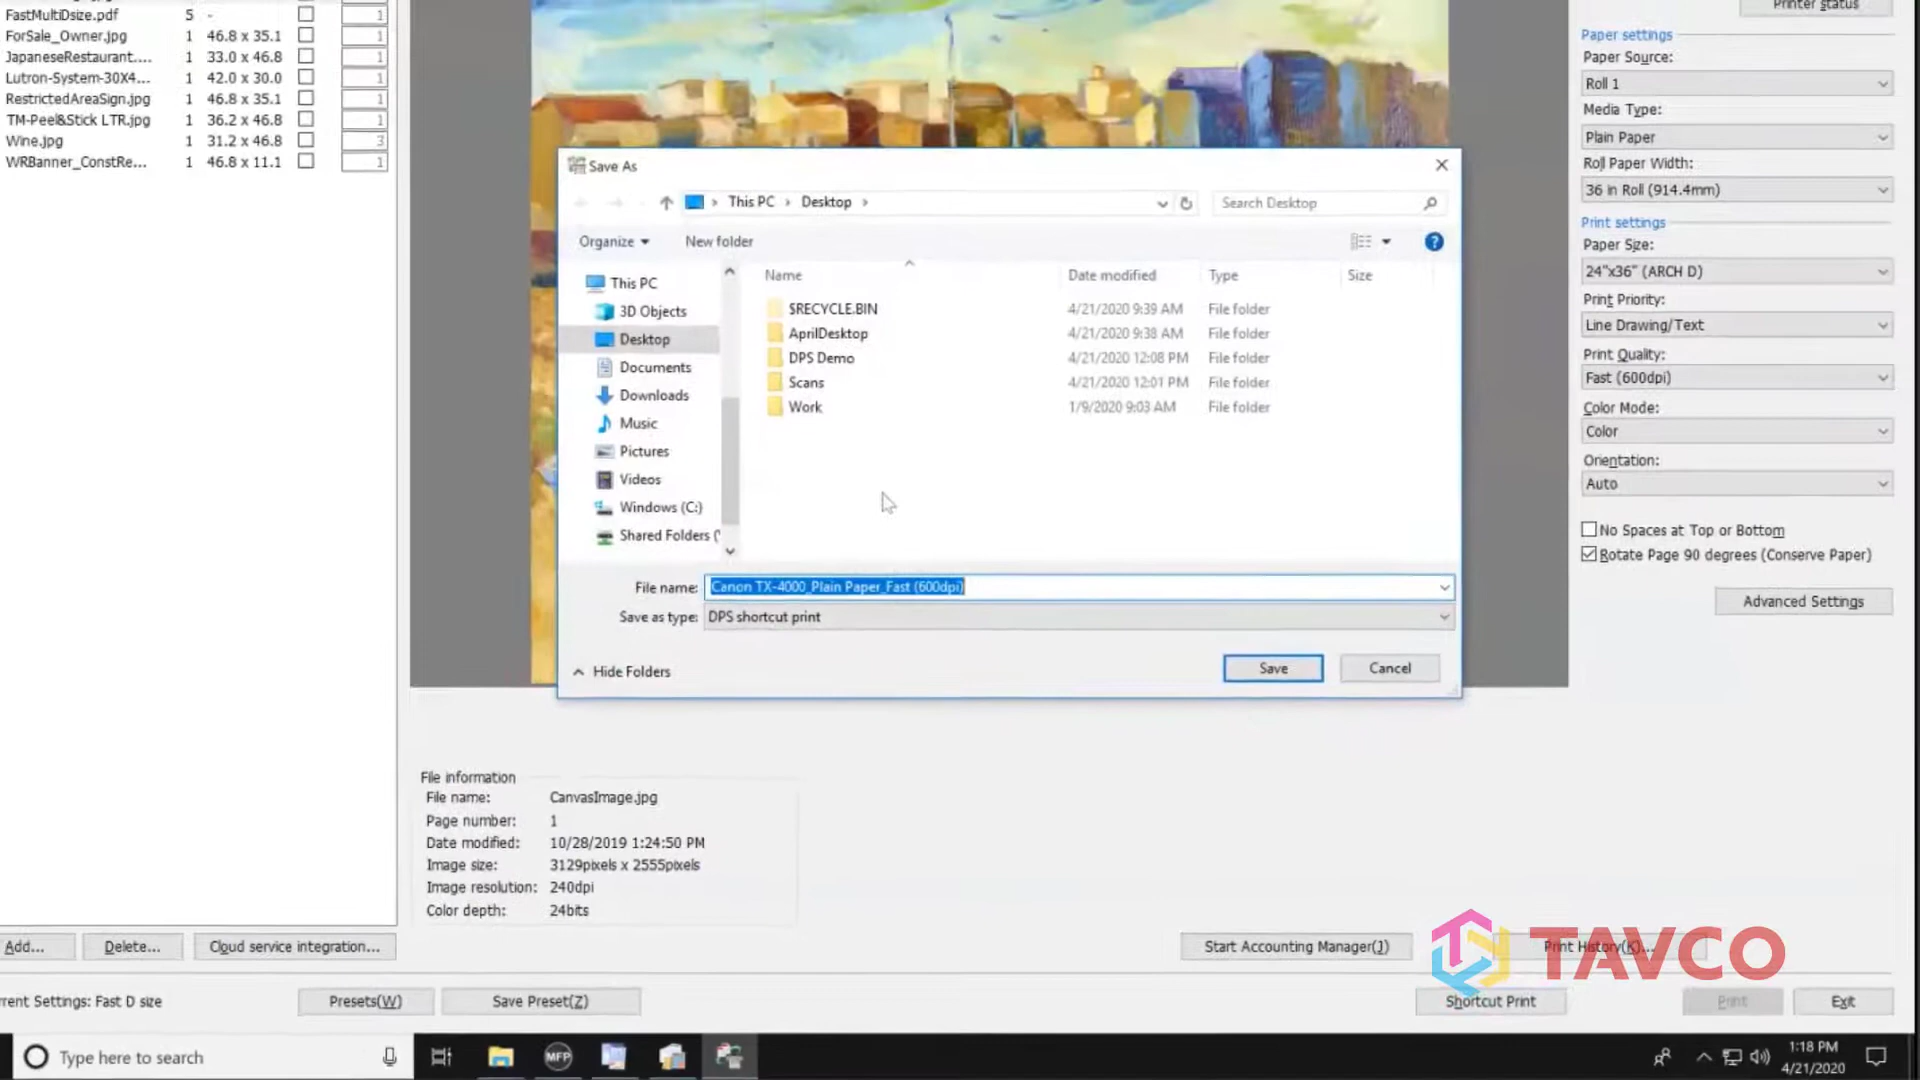 FastMultiDsize.pdf 5 - 1
ForSale_Owner.jpg 1 46.8 x 35.1 1
JapaneseRestaurant.... 1 33.0 x 46.8 1
Lutron-System-30X4... 1 42.0 x 30.0 1
RestrictedAreaSign.jpg 1 46.8 x 35.1 1
TM-Peel&Stick LTR.jpg 1 36.2 x 46.8 1
Wine.jpg 1 31.2 x 46.8 3
WRBanner_ConstRe... 1 46.8 x 11.1 1
Save As
This PC > Desktop >
Search Desktop
Organize
New folder
This PC
3D Objects
Desktop
Documents
Downloads
Music
Pictures
Videos
Windows (C:)
Shared Folders (
Name Date modified Type Size
$RECYCLE.BIN 4/21/2020 9:39 AM File folder
AprilDesktop 4/21/2020 9:38 AM File folder
DPS Demo 4/21/2020 12:08 PM File folder
Scans 4/21/2020 12:01 PM File folder
Work 1/9/2020 9:03 AM File folder
File name: Canon TX-4000_Plain Paper_Fast (600dpi)
Save as type: DPS shortcut print
Hide Folders
Save
Cancel
Printer status
Paper settings
Paper Source:
Roll 1
Media Type:
Plain Paper
Roll Paper Width:
36 in Roll (914.4mm)
Print settings
Paper Size:
24"x36" (ARCH D)
Print Priority:
Line Drawing/Text
Print Quality:
Fast (600dpi)
Color Mode:
Color
Orientation:
Auto
No Spaces at Top or Bottom
Rotate Page 90 degrees (Conserve Paper)
Advanced Settings
File information
File name: CanvasImage.jpg
Page number: 1
Date modified: 10/28/2019 1:24:50 PM
Image size: 3129pixels x 2555pixels
Image resolution: 240dpi
Color depth: 24bits
Add... Delete... Cloud service integration...
Start Accounting Manager(J) Print History(K)...
TAVCO
rent Settings: Fast D size Presets(W) Save Preset(Z)
Shortcut Print Print Exit
Type here to search
MFP
1:18 PM
4/21/2020